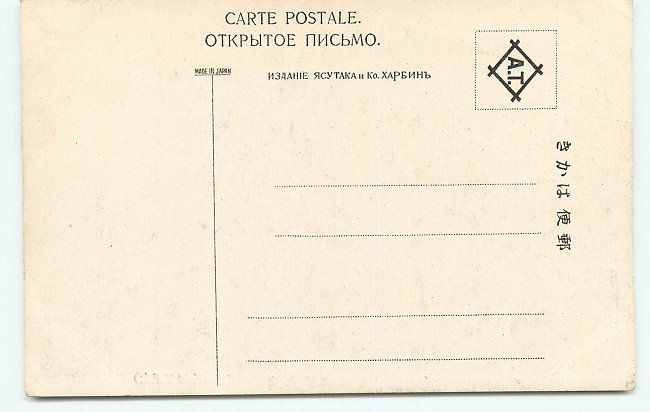 CARTE POSTALE.
ОТКРЫТОЕ ПИСЬМО.
MADE IN JAPAN
ИЗДАНІЕ ЯСУТАКА и Ко. ХАРБИНЪ
A.T.
きかは便郵